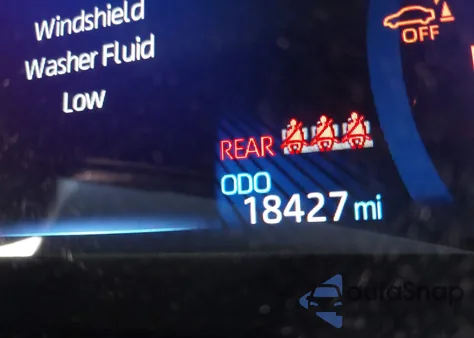 Windshield
Washer Fluid
Low
OFF
REAR
ODO
18427 mi
autoSnap